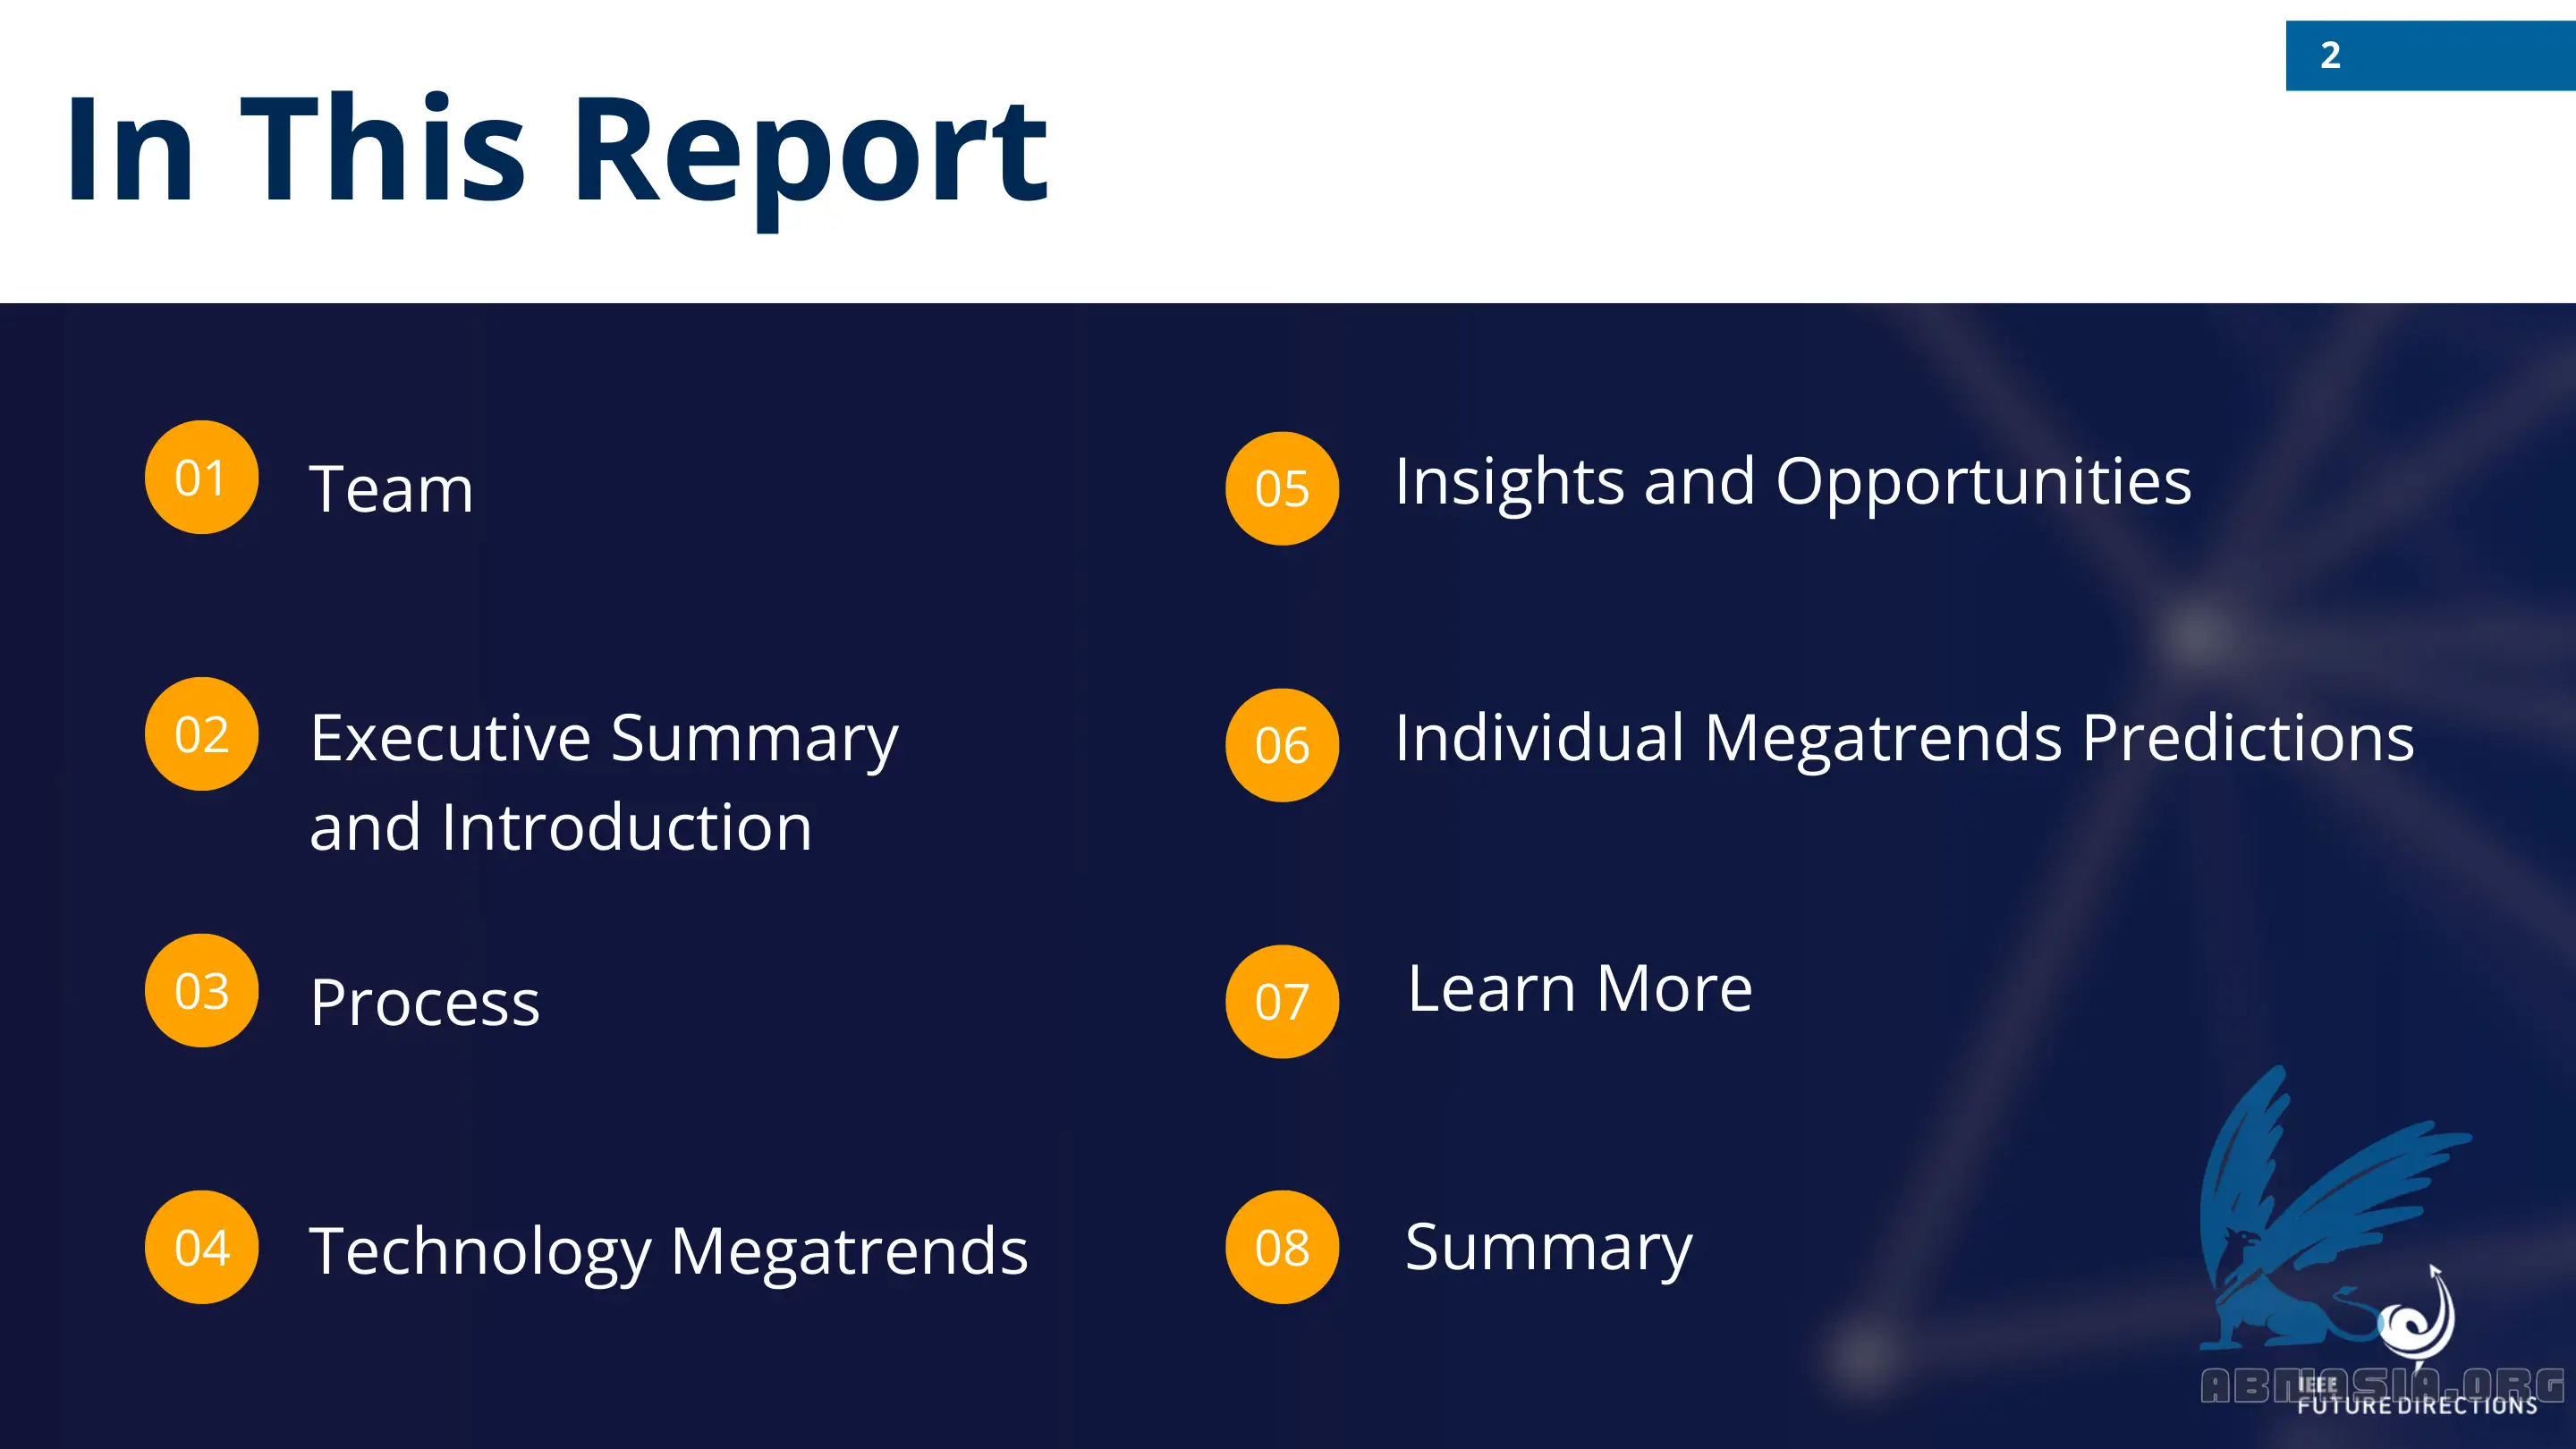 2
In This Report
01
Team
02
Executive Summary
and Introduction
03
Process
04
Technology Megatrends
05
Insights and Opportunities
06
Individual Megatrends Predictions
07
Learn More
08
Summary
ABNASIA.ORG
IEEE
FUTURE DIRECTIONS